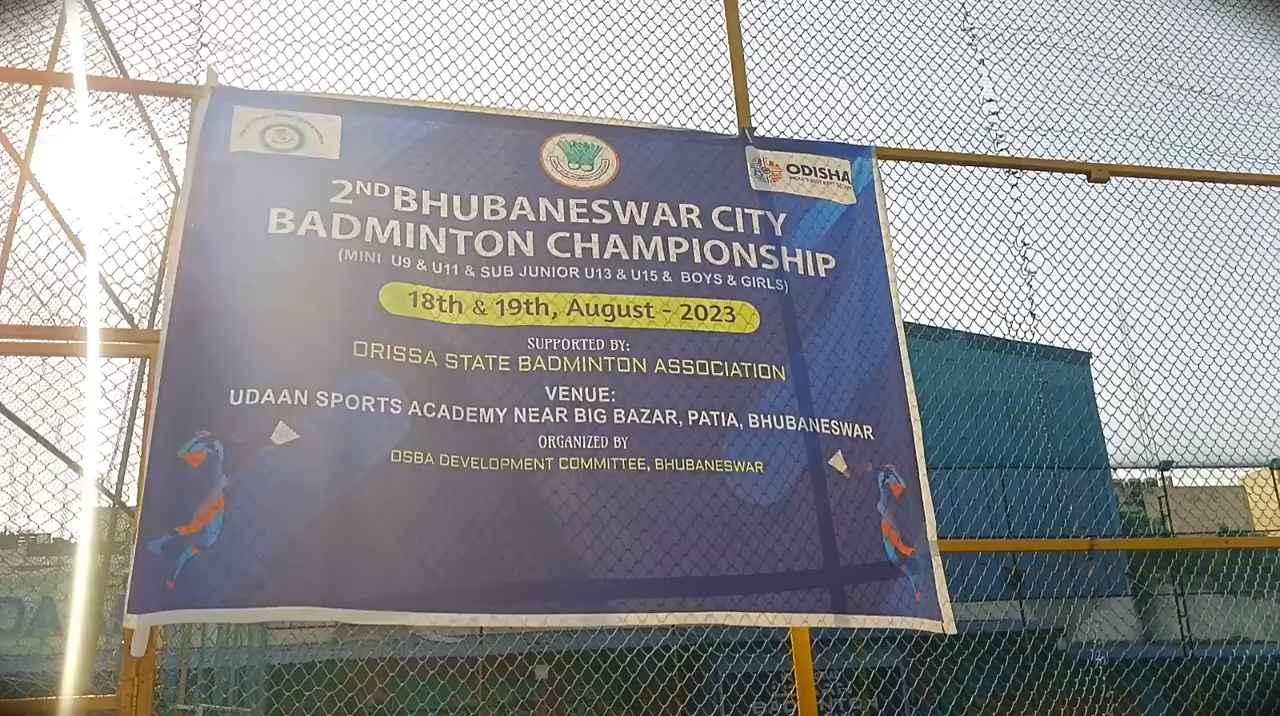 ODISHA
2ND BHUBANESWAR CITY
BADMINTON CHAMPIONSHIP
(MINI U9 & U11 & SUB JUNIOR U13 & U15 & BOYS & GIRLS)
18th & 19th, August - 2023
SUPPORTED BY:
ORISSA STATE BADMINTON ASSOCIATION
VENUE:
UDAAN SPORTS ACADEMY NEAR BIG BAZAR, PATIA, BHUBANESWAR
ORGANIZED BY
OSBA DEVELOPMENT COMMITTEE, BHUBANESWAR
BADMINTON